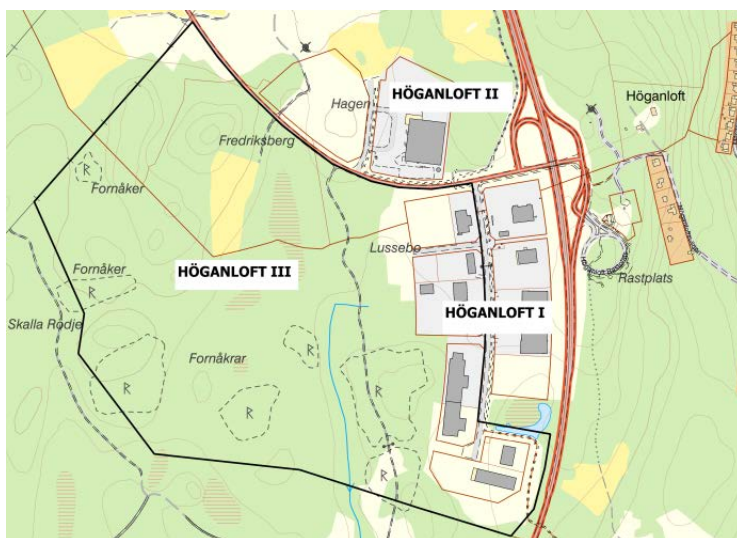 HÖGANLOFT II
Hagen
Höganloft
Fredriksberg
R
Fornåker
Lussebo
HÖGANLOFT III
Fornåker
R
Rastplats
HÖGANLOFT I
Skalla Rödje
Fornåkrar
R
R
R
R
R